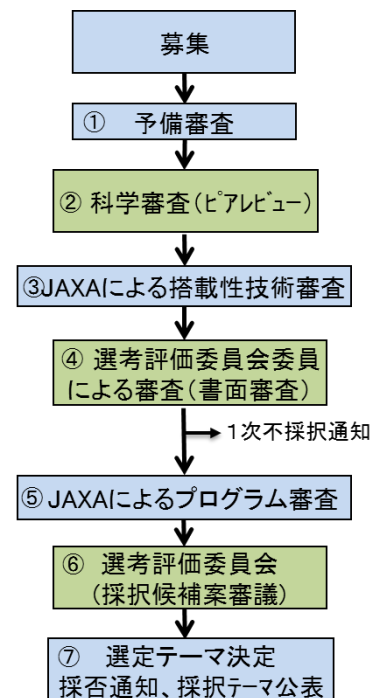 募集
① 予備審査
② 科学審査(ピアレビュー)
③JAXAによる搭載性技術審査
④ 選考評価委員会委員
による審査(書面審査)
1次不採択通知
⑤ JAXAによるプログラム審査
⑥ 選考評価委員会
(採択候補案審議)
⑦ 選定テーマ決定
採否通知、採択テーマ公表